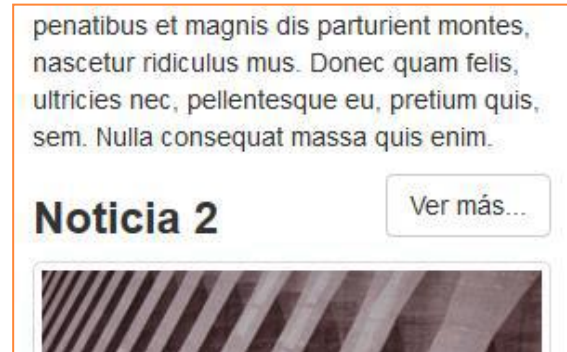 penatibus et magnis dis parturient montes,
nascetur ridiculus mus. Donec quam felis,
ultricies nec, pellentesque eu, pretium quis,
sem. Nulla consequat massa quis enim.
Noticia 2
Ver más...